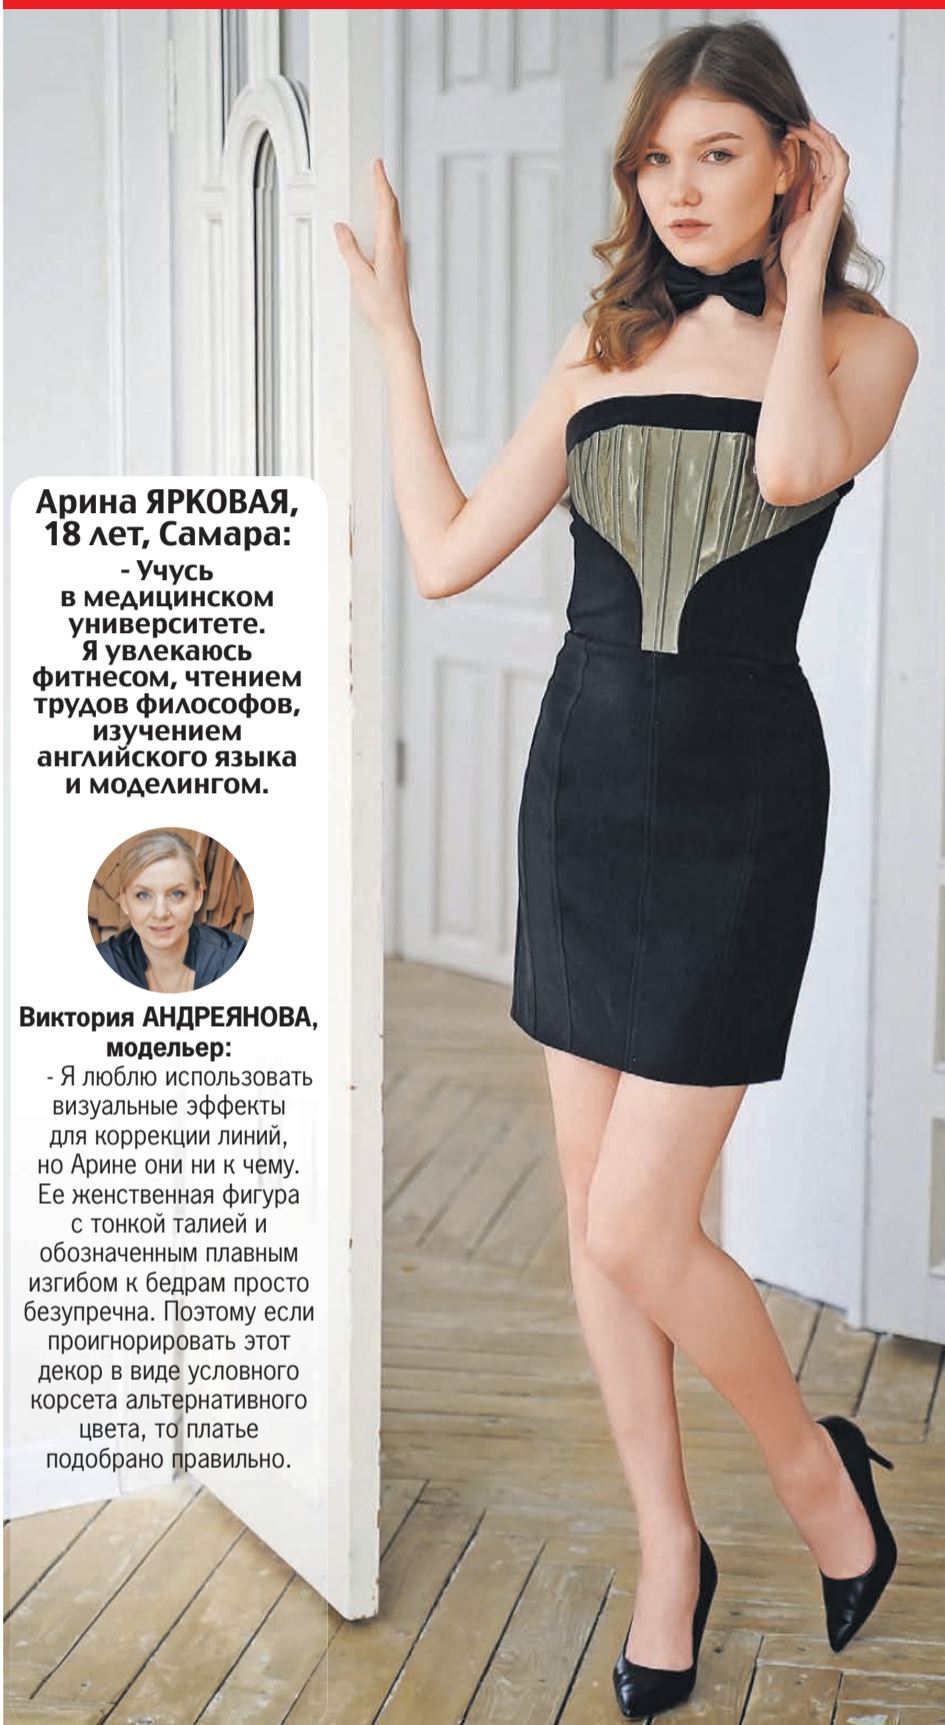 Арина ЯРКОВАЯ,
18 лет, Самара:
- Учусь
в медицинском
университете.
Я увлекаюсь
фитнесом, чтением
трудов философов,
изучением
английского языка
и моделингом.
Виктория АНДРЕЯНОВА,
модельер:
- Я люблю использовать
визуальные эффекты
для коррекции линий,
но Арине они ни к чему.
Ее женственная фигура
с тонкой талией и
обозначенным плавным
изгибом к бедрам просто
безупречна. Поэтому если
проигнорировать этот
декор в виде условного
корсета альтернативного
цвета, то платье
подобрано правильно.